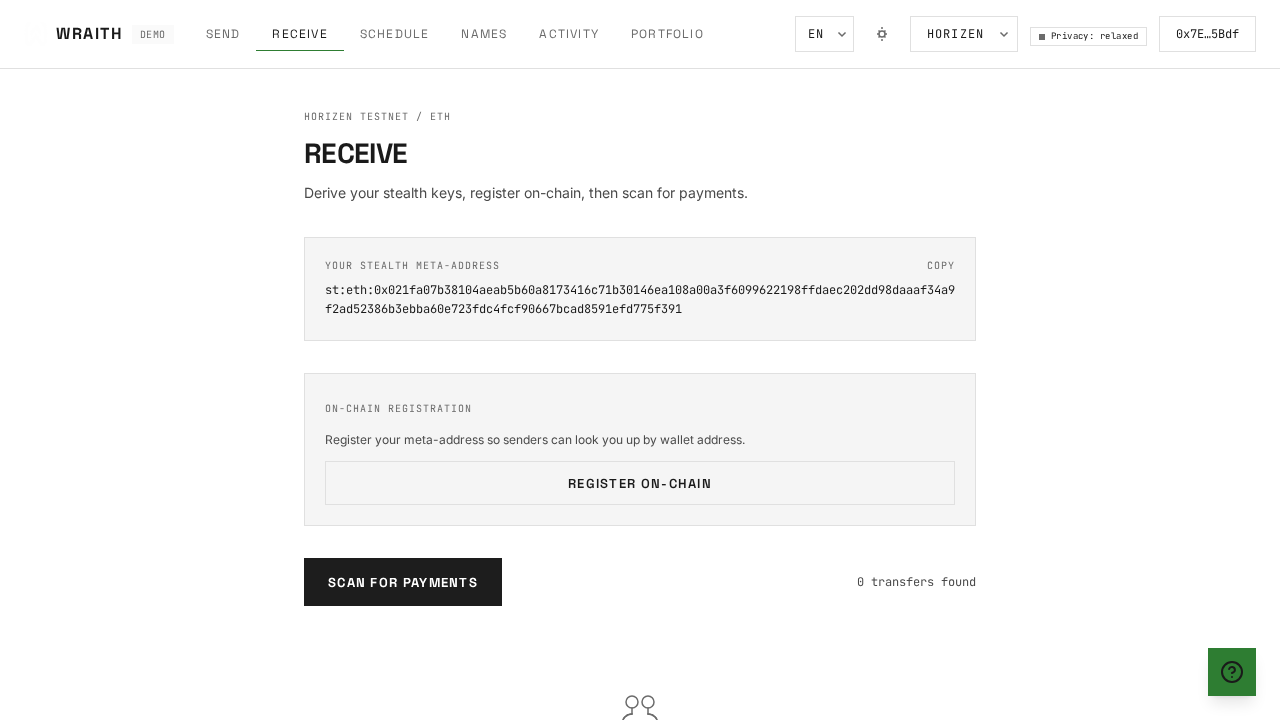 WRAITH DEMO SEND RECEIVE SCHEDULE NAMES ACTIVITY PORTFOLIO EN HORIZEN Privacy: relaxed 0x7E…5Bdf
HORIZEN TESTNET / ETH
RECEIVE
Derive your stealth keys, register on-chain, then scan for payments.
YOUR STEALTH META-ADDRESS COPY
st:eth:0x021fa07b38104aeab5b60a8173416c71b30146ea108a00a3f6099622198ffdaec202dd98daaaf34a9
f2ad52386b3ebba60e723fdc4fcf90667bcad8591efd775f391
ON-CHAIN REGISTRATION
Register your meta-address so senders can look you up by wallet address.
REGISTER ON-CHAIN
SCAN FOR PAYMENTS 0 transfers found